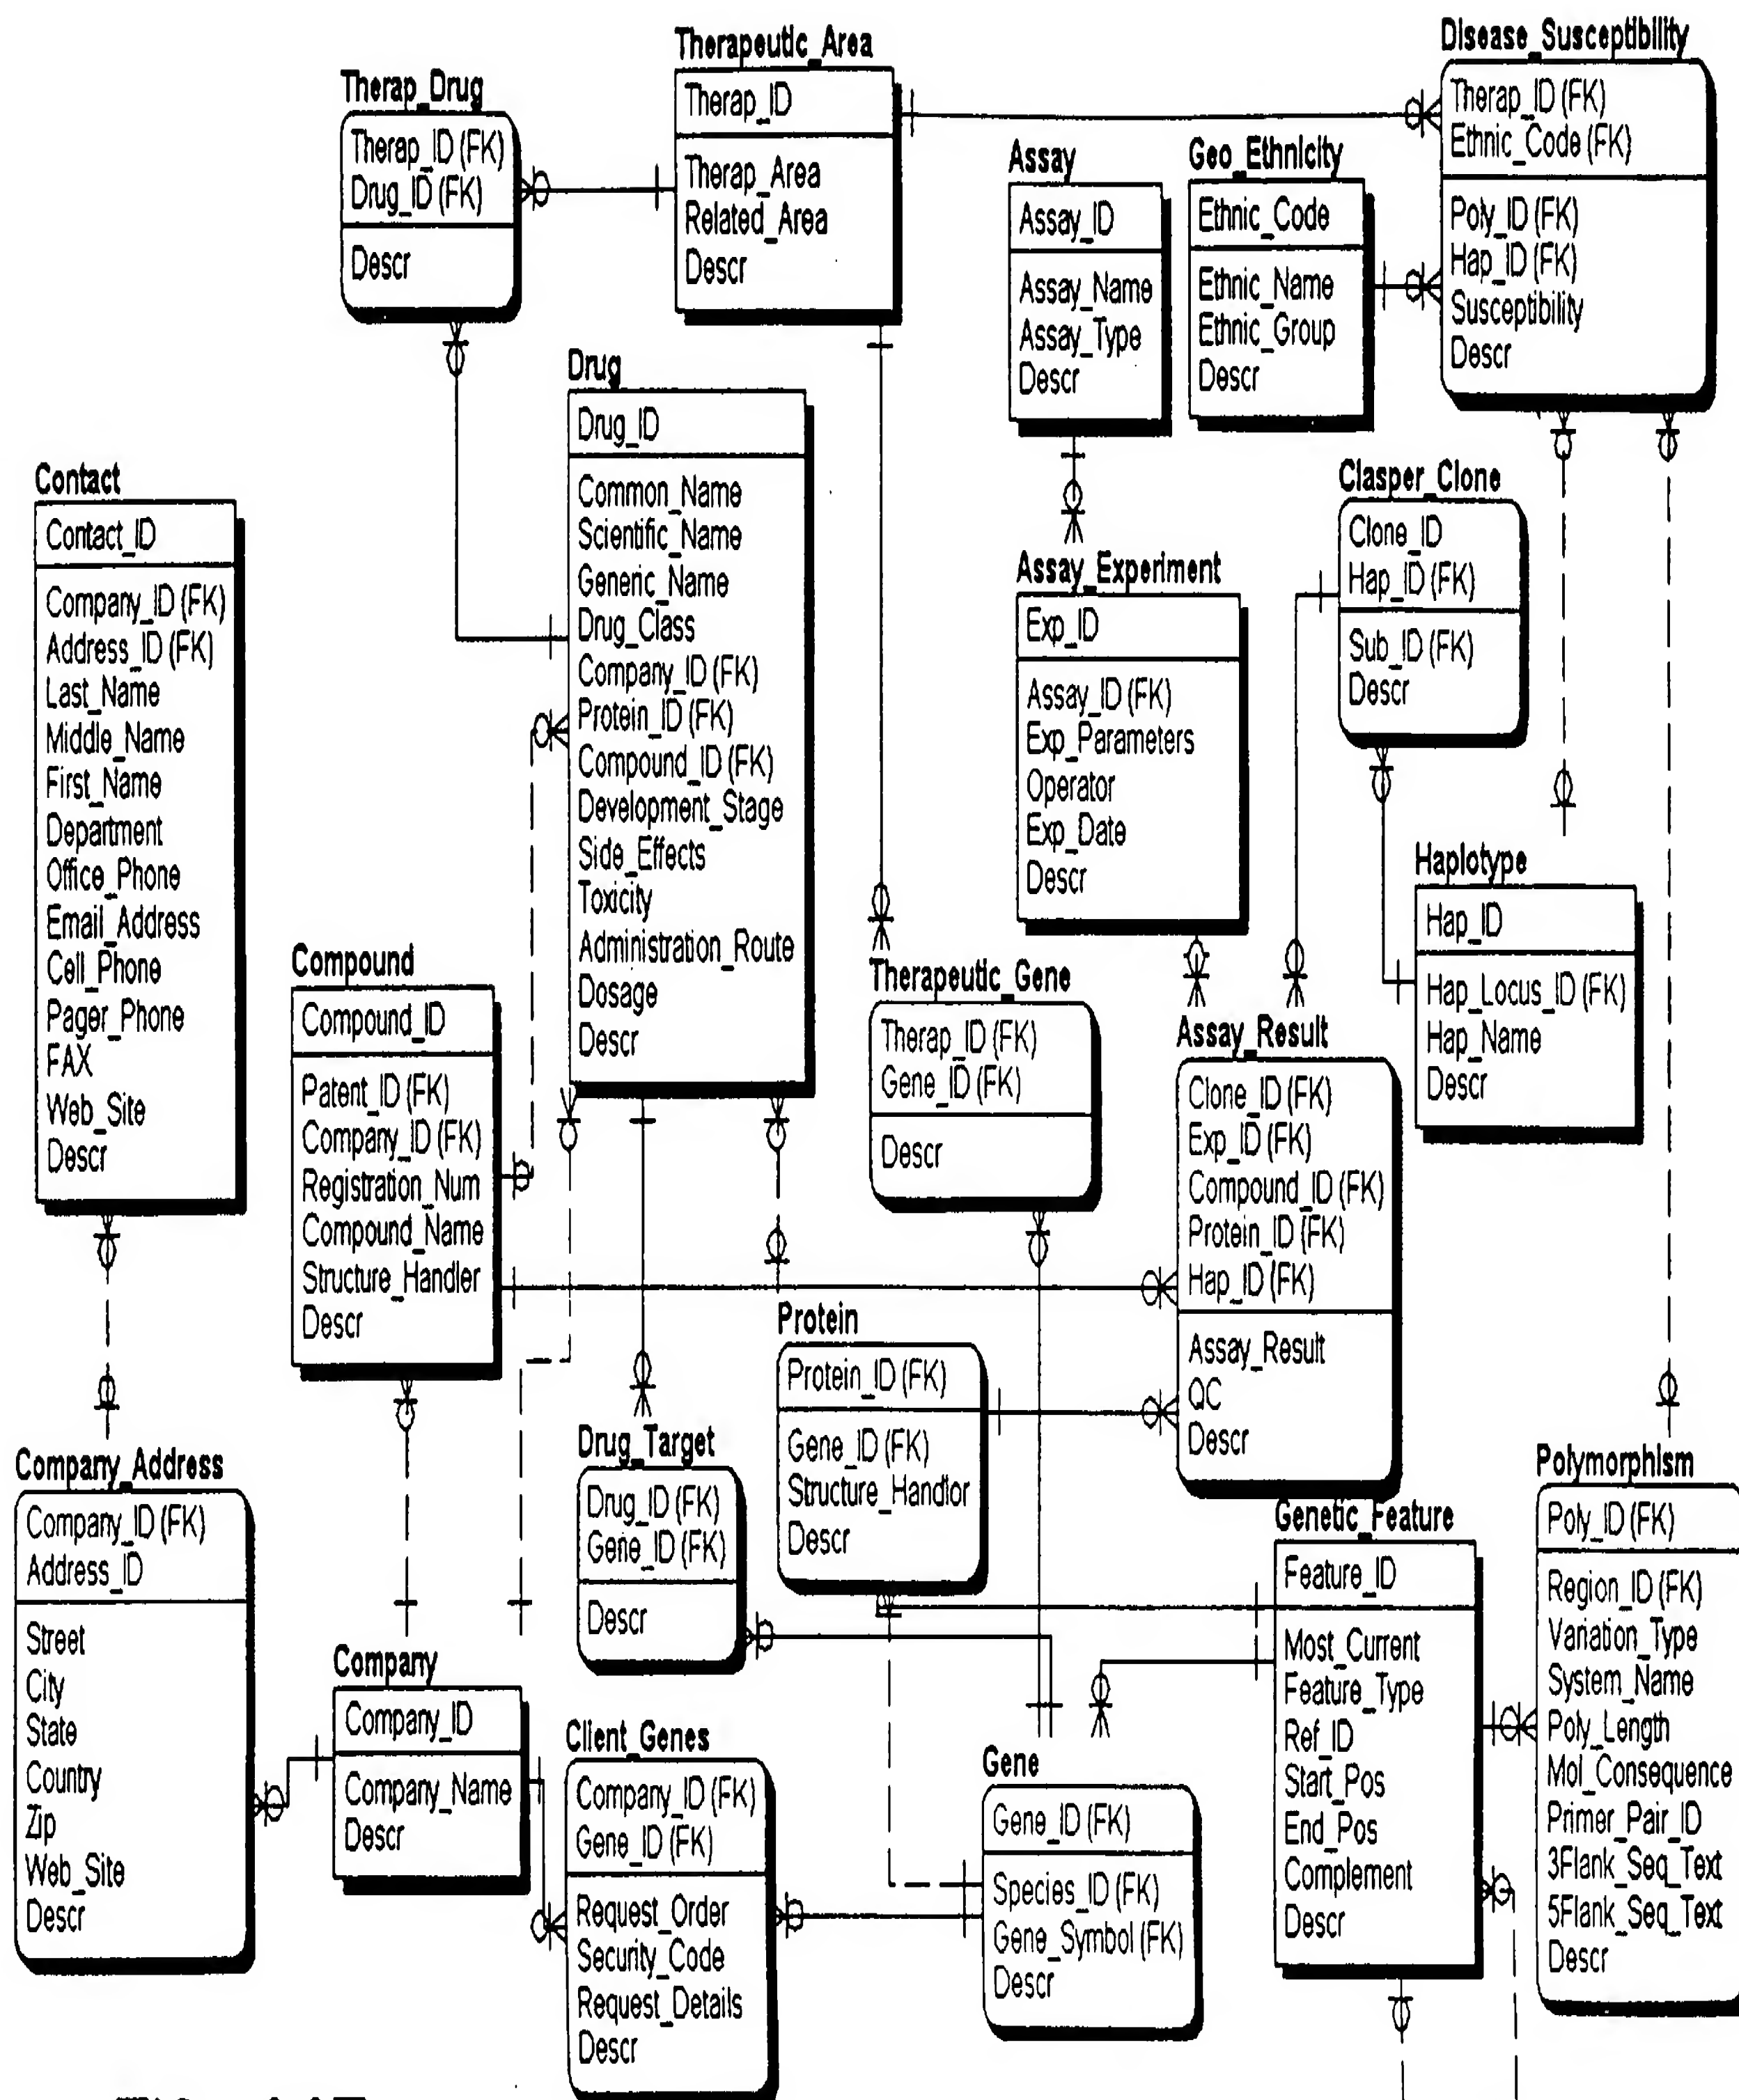 Therap_Drug
Therap_ID (FK)
Drug_ID (FK)
Descr
Therapeutic_Area
Therap_ID
Therap_Area
Related_Area
Descr
Disease_Susceptibility
Therap_ID (FK)
Ethnic_Code (FK)
Poly_ID (FK)
Hap_ID (FK)
Susceptibility
Descr
Assay
Assay_ID
Assay_Name
Assay_Type
Descr
Geo_Ethnicity
Ethnic_Code
Ethnic_Name
Ethnic_Group
Descr
Drug
Drug_ID
Common_Name
Scientific_Name
Generic_Name
Drug_Class
Company_ID (FK)
Protein_ID (FK)
Compound_ID (FK)
Development_Stage
Side_Effects
Toxicity
Administration_Route
Dosage
Descr
Contact
Contact_ID
Company_ID (FK)
Address_ID (FK)
Last_Name
Middle_Name
First_Name
Department
Office_Phone
Email_Address
Cell_Phone
Pager_Phone
FAX
Web_Site
Descr
Clasper_Clone
Clone_ID
Hap_ID (FK)
Sub_ID (FK)
Descr
Assay_Experiment
Exp_ID
Assay_ID (FK)
Exp_Parameters
Operator
Exp_Date
Descr
Haplotype
Hap_ID
Hap_Locus_ID (FK)
Hap_Name
Descr
Compound
Compound_ID
Patent_ID (FK)
Company_ID (FK)
Registration_Num
Compound_Name
Structure_Handler
Descr
Therapeutic_Gene
Therap_ID (FK)
Gene_ID (FK)
Descr
Assay_Result
Clone_ID (FK)
Exp_ID (FK)
Compound_ID (FK)
Protein_ID (FK)
Hap_ID (FK)
Assay_Result
QC
Descr
Protein
Protein_ID (FK)
Gene_ID (FK)
Structure_Handlor
Descr
Drug_Target
Drug_ID (FK)
Gene_ID (FK)
Descr
Company_Address
Company_ID (FK)
Address_ID
Street
City
State
Country
Zip
Web_Site
Descr
Company
Company_ID
Company_Name
Descr
Client_Genes
Company_ID (FK)
Gene_ID (FK)
Request_Order
Security_Code
Request_Details
Descr
Gene
Gene_ID (FK)
Species_ID (FK)
Gene_Symbol (FK)
Descr
Genetic_Feature
Feature_ID
Most_Current
Feature_Type
Ref_ID
Start_Pos
End_Pos
Complement
Descr
Polymorphism
Poly_ID (FK)
Region_ID (FK)
Variation_Type
System_Name
Poly_Length
Mol_Consequence
Primer_Pair_ID
3Flank_Seq_Text
5Flank_Seq_Text
Descr